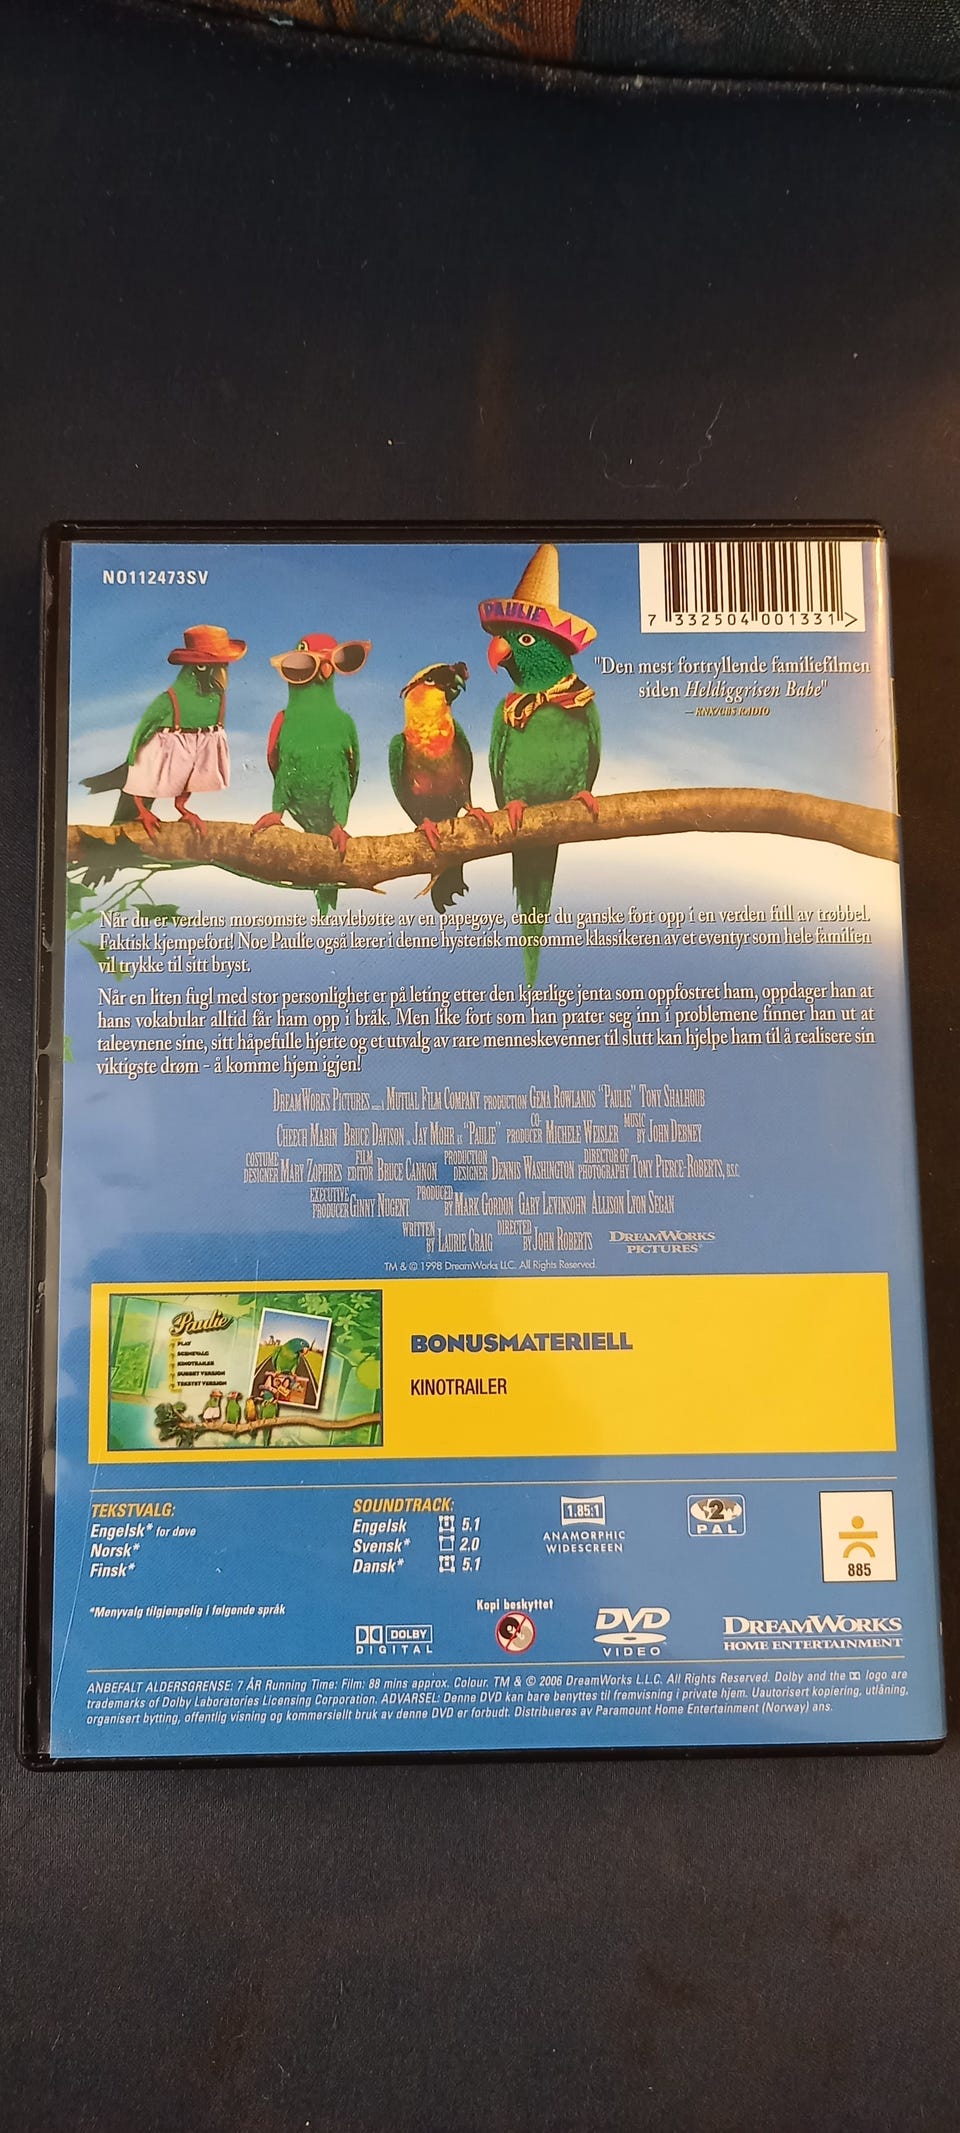 NO112473SV
PAULIE
7 332504 001331 >
"Den mest fortryllende familiefilmen
siden Heldiggrisen Babe"
– KNX/CBS RADIO
Når du er verdens morsomste skravlebøtte av en papegøye, ender du ganske fort opp i en verden full av trøbbel.
Faktisk kjempefort! Noe Paulie også lærer i denne hysterisk morsomme klassikeren av et eventyr som hele familien
vil trykke til sitt bryst.
Når en liten fugl med stor personlighet er på leting etter den kjærlige jenta som oppfostret ham, oppdager han at
hans vokabular alltid får ham opp i bråk. Men like fort som han prater seg inn i problemene finner han ut at
taleevnene sine, sitt håpefulle hjerte og et utvalg av rare menneskevenner til slutt kan hjelpe ham til å realisere sin
viktigste drøm - å komme hjem igjen!
DREAMWORKS PICTURES AND MUTUAL FILM COMPANY PRODUCTION GENA ROWLANDS "PAULIE" TONY SHALHOUB
CHEECH MARIN BRUCE DAVISON JAY MOHR AS "PAULIE" CO-PRODUCER MICHELE WEISLER MUSIC BY JOHN DEBNEY
COSTUME DESIGNER MARY ZOPHRES FILM EDITOR BRUCE CANNON PRODUCTION DESIGNER DENNIS WASHINGTON DIRECTOR OF PHOTOGRAPHY TONY PIERCE-ROBERTS, B.S.C.
EXECUTIVE PRODUCER GINNY NUGENT PRODUCED BY MARK GORDON GARY LEVINSOHN ALLISON LYON SEGAN
WRITTEN BY LAURIE CRAIG DIRECTED BY JOHN ROBERTS DREAMWORKS PICTURES
TM & © 1998 DreamWorks LLC. All Rights Reserved.
Paulie
PLAY
SCENEVALG
KINOTRAILER
DUBBET VERSION
TEKSTET VERSION
BONUSMATERIELL
KINOTRAILER
TEKSTVALG:
Engelsk* for døve
Norsk*
Finsk*
*Menyvalg tilgjengelig i følgende språk
SOUNDTRACK:
Engelsk 5.1
Svensk* 2.0
Dansk* 5.1
1.85:1
ANAMORPHIC
WIDESCREEN
2
PAL
885
DOLBY
DIGITAL
Kopi beskyttet
DVD
VIDEO
DREAMWORKS
HOME ENTERTAINMENT
ANBEFALT ALDERSGRENSE: 7 ÅR Running Time: Film: 88 mins approx. Colour. TM & © 2006 DreamWorks L.L.C. All Rights Reserved. Dolby and the logo are
trademarks of Dolby Laboratories Licensing Corporation. ADVARSEL: Denne DVD kan bare benyttes til fremvisning i private hjem. Uautorisert kopiering, utlåning,
organisert bytting, offentlig visning og kommersiellt bruk av denne DVD er forbudt. Distribueres av Paramount Home Entertainment (Norway) ans.